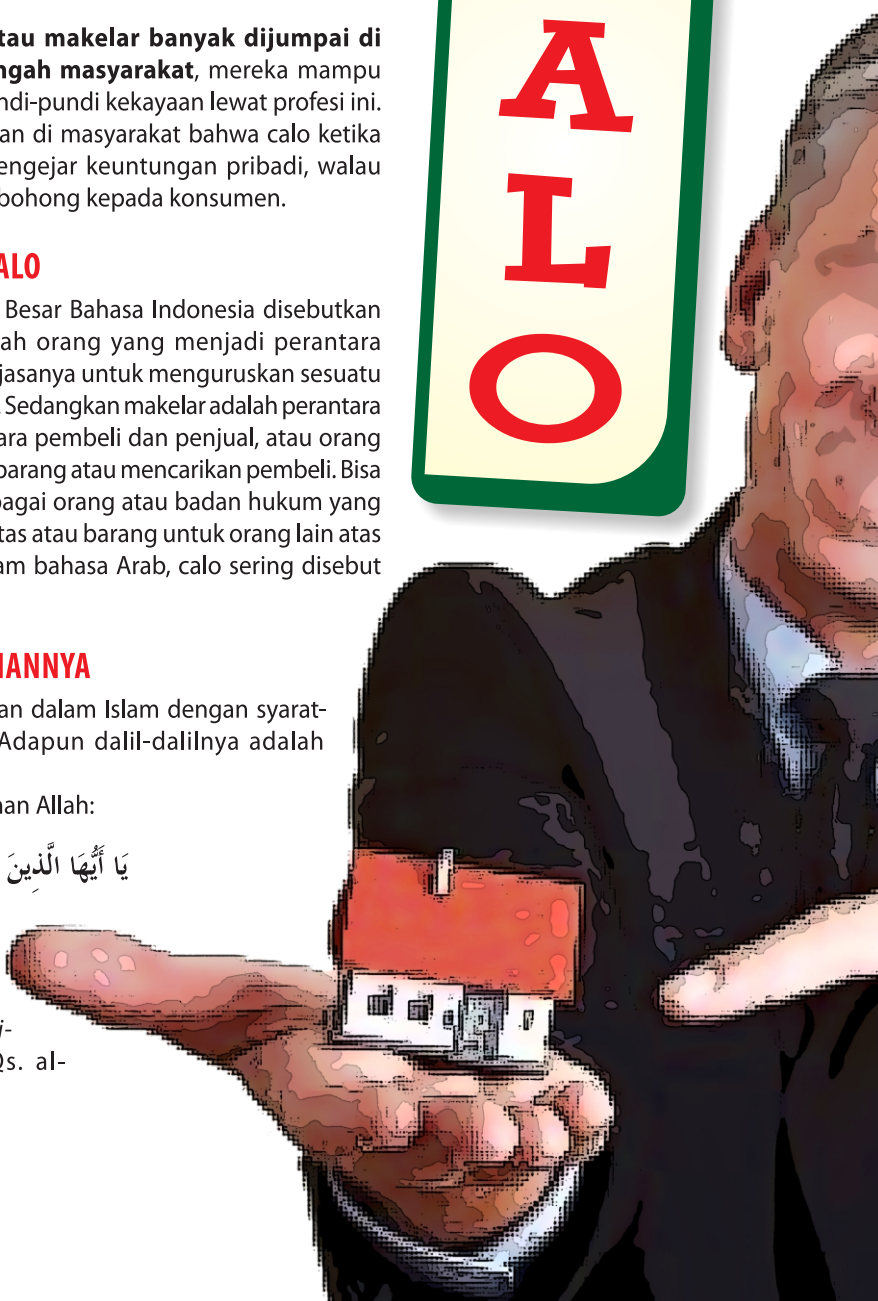 tau makelar banyak dijumpai di
ngah masyarakat, mereka mampu
ndi-pundi kekayaan lewat profesi ini.
an di masyarakat bahwa calo ketika
engejar keuntungan pribadi, walau
bohong kepada konsumen.
ALO
Besar Bahasa Indonesia disebutkan
ah orang yang menjadi perantara
jasanya untuk menguruskan sesuatu
. Sedangkan makelar adalah perantara
ara pembeli dan penjual, atau orang
barang atau mencarikan pembeli. Bisa
bagai orang atau badan hukum yang
tas atau barang untuk orang lain atas
am bahasa Arab, calo sering disebut
IANNYA
an dalam Islam dengan syarat-
Adapun dalil-dalilnya adalah
nan Allah:
يَا أَيُّهَا الَّذِينَ
i-
Qs. al-
A
L
O